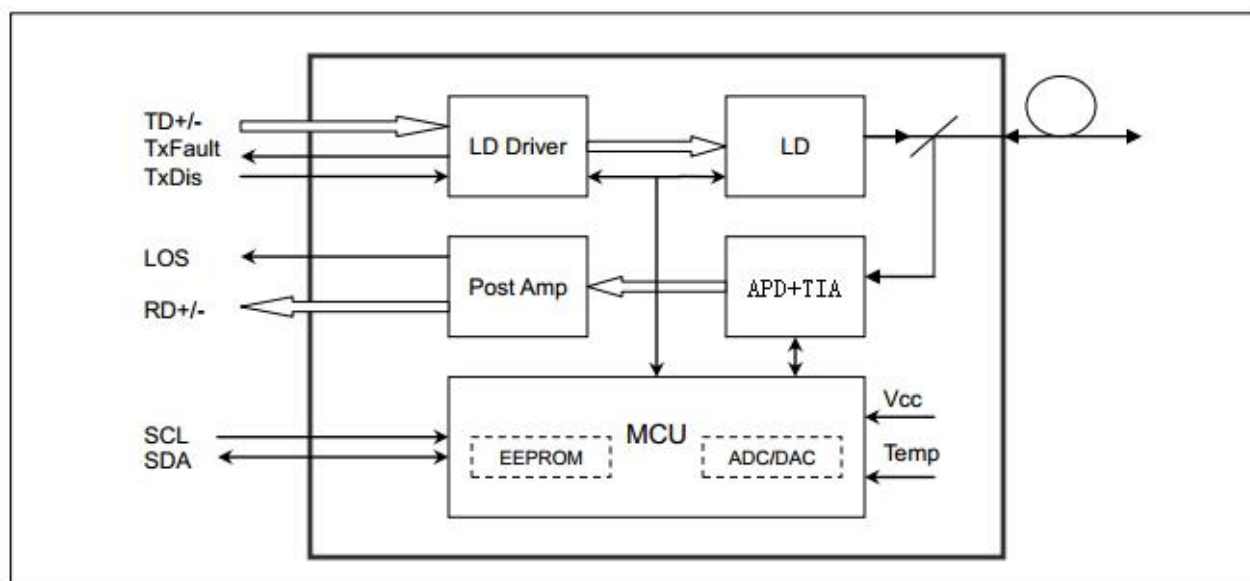 TD+/-
TxFault
TxDis
LD Driver
LD
LOS
RD+/-
Post Amp
APD+TIA
SCL
SDA
MCU
EEPROM
ADC/DAC
Vcc
Temp